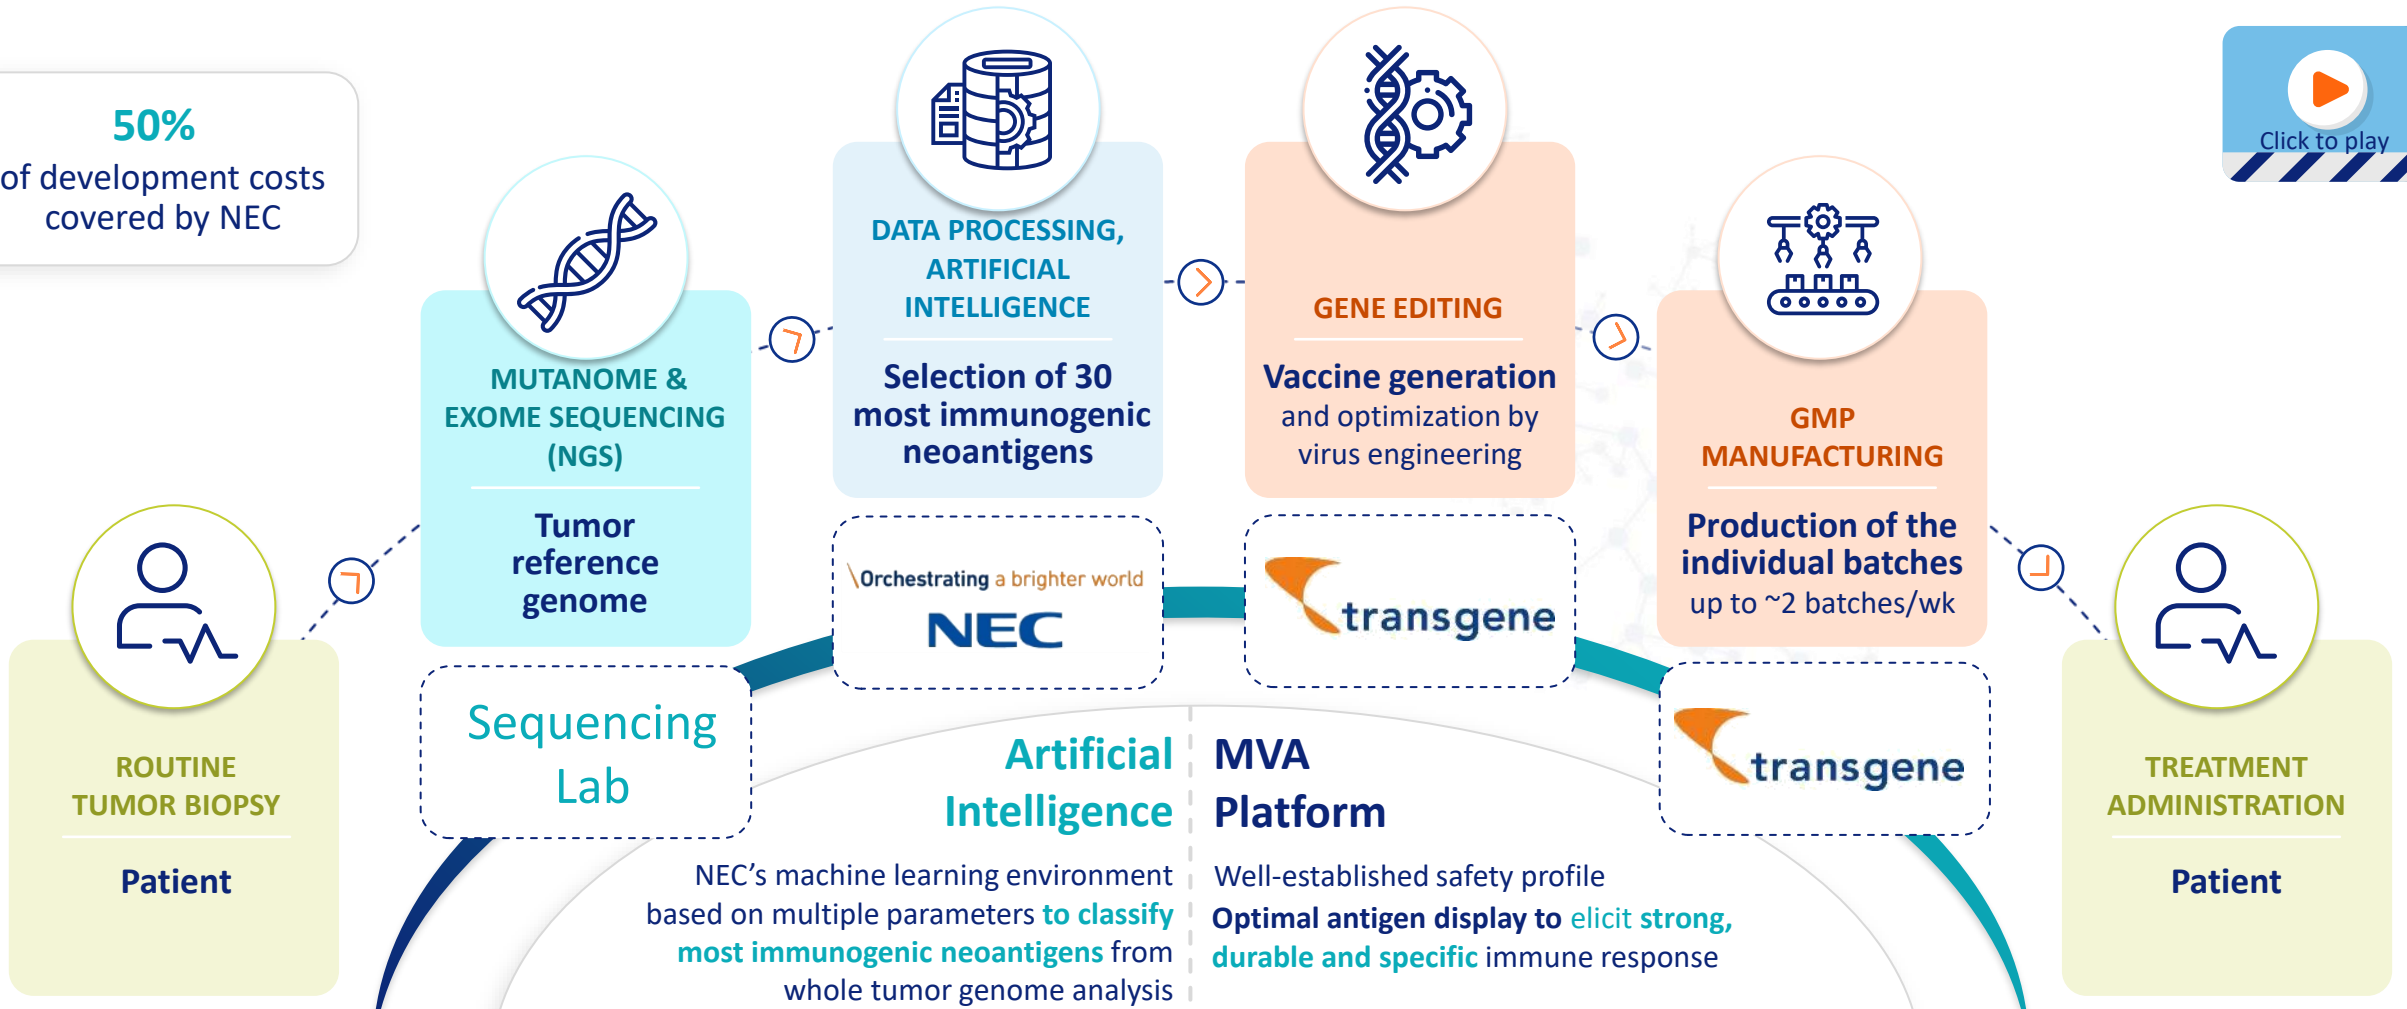 50%
of development costs
covered by NEC
Click to play
ROUTINE
TUMOR BIOPSY
Patient
MUTANOME &
EXOME SEQUENCING
(NGS)
Tumor
reference
genome
Sequencing
Lab
DATA PROCESSING,
ARTIFICIAL
INTELLIGENCE
Selection of 30
most immunogenic
neoantigens
\Orchestrating a brighter world
NEC
GENE EDITING
Vaccine generation
and optimization by
virus engineering
transgene
GMP
MANUFACTURING
Production of the
individual batches
up to ~2 batches/wk
transgene
TREATMENT
ADMINISTRATION
Patient
Artificial
Intelligence
NEC’s machine learning environment
based on multiple parameters to classify
most immunogenic neoantigens from
whole tumor genome analysis
MVA
Platform
Well-established safety profile
Optimal antigen display to elicit strong,
durable and specific immune response